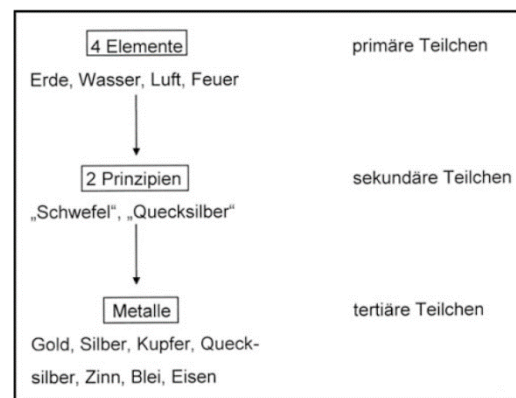 4 Elemente
primäre Teilchen
Erde, Wasser, Luft, Feuer
2 Prinzipien
sekundäre Teilchen
„Schwefel“, „Quecksilber“
Metalle
tertiäre Teilchen
Gold, Silber, Kupfer, Queck-
silber, Zinn, Blei, Eisen